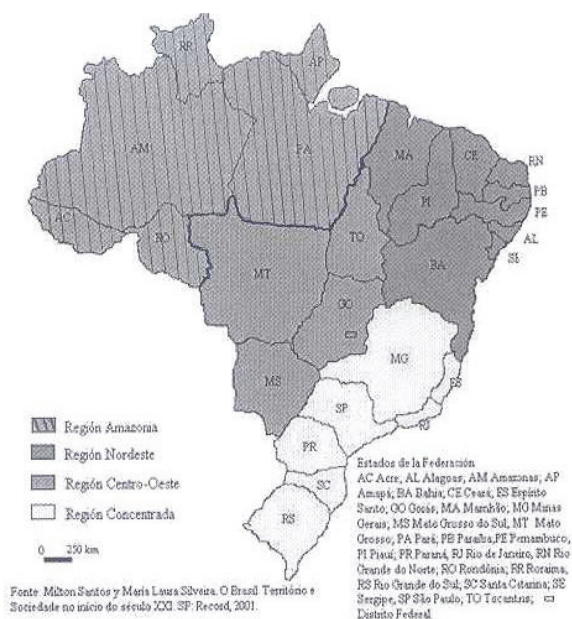 RR
AP
AM
PA
MA
CE
RN
PB
PE
AL
SE
PI
AC
RO
TO
BA
MT
GO
MG
ES
MS
SP
RJ
PR
SC
RS
Región Amazonia
Región Nordeste
Región Centro-Oeste
Región Concentrada
0 250 km.
Fonte: Milton Santos y María Laura Silveira. O Brasil Território e
Sociedade no início do século XXI. SP: Record, 2001.
Estados de la Federación
AC Acre, AL Alagoas; AM Amazonas; AP
Amapá; BA Bahia; CE Ceará; ES Espírito
Santo; GO Goiás, MA Marnhão; MG Minas
Gerais; MS Mato Grosso do Sul, MT Mato
Grosso; PA Pará; PB Paraíba,PE Pernambuco,
PI Piauí; PR Paraná, RJ Rio de Janeiro, RN Rio
Grande do Norte; RO Rondônia; RR Roraima,
RS Rio Grande do Sul; SC Santa Catarina; SE
Sergipe, SP São Paulo; TO Tocantins;
Distrito Federal